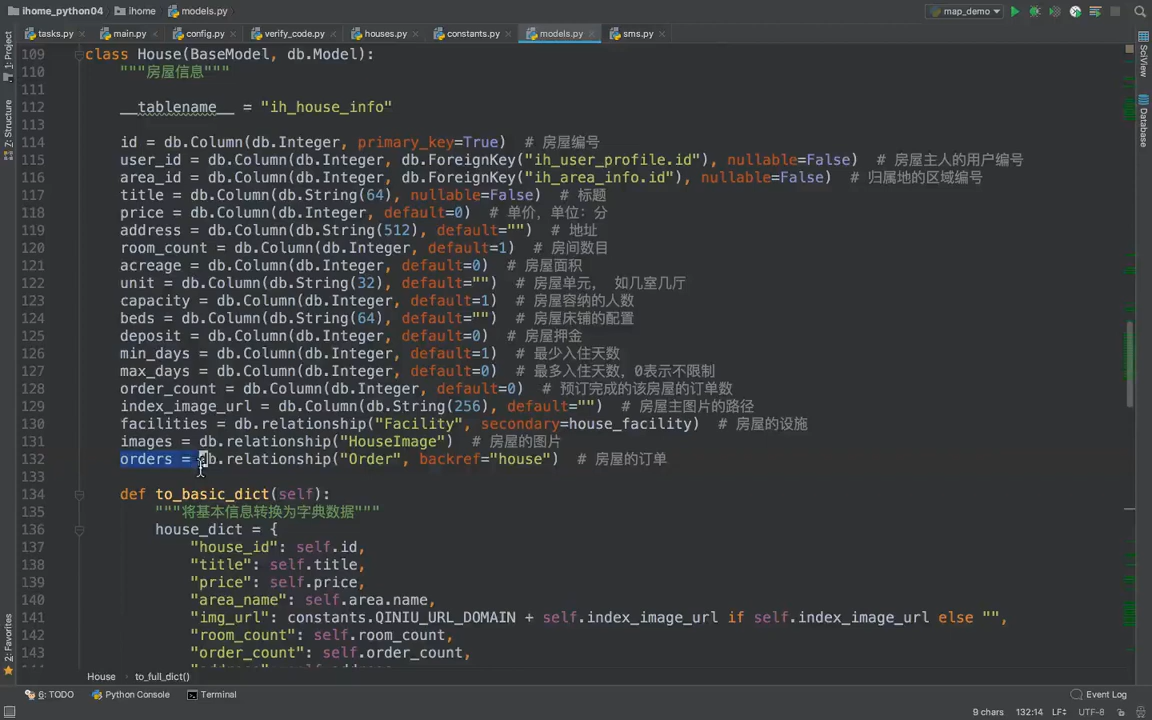 ihome_python04 ihome models.py map_demo
tasks.py main.py config.py verify_code.py houses.py constants.py models.py sms.py
1: Project
Z: Structure
2: Favorites
SciView
Database
109 class House(BaseModel, db.Model):
110 """房屋信息"""
111
112 __tablename__ = "ih_house_info"
113
114 id = db.Column(db.Integer, primary_key=True) # 房屋编号
115 user_id = db.Column(db.Integer, db.ForeignKey("ih_user_profile.id"), nullable=False) # 房屋主人的用户编号
116 area_id = db.Column(db.Integer, db.ForeignKey("ih_area_info.id"), nullable=False) # 归属地的区域编号
117 title = db.Column(db.String(64), nullable=False) # 标题
118 price = db.Column(db.Integer, default=0) # 单价，单位：分
119 address = db.Column(db.String(512), default="") # 地址
120 room_count = db.Column(db.Integer, default=1) # 房间数目
121 acreage = db.Column(db.Integer, default=0) # 房屋面积
122 unit = db.Column(db.String(32), default="") # 房屋单元， 如几室几厅
123 capacity = db.Column(db.Integer, default=1) # 房屋容纳的人数
124 beds = db.Column(db.String(64), default="") # 房屋床铺的配置
125 deposit = db.Column(db.Integer, default=0) # 房屋押金
126 min_days = db.Column(db.Integer, default=1) # 最少入住天数
127 max_days = db.Column(db.Integer, default=0) # 最多入住天数，0表示不限制
128 order_count = db.Column(db.Integer, default=0) # 预订完成的该房屋的订单数
129 index_image_url = db.Column(db.String(256), default="") # 房屋主图片的路径
130 facilities = db.relationship("Facility", secondary=house_facility) # 房屋的设施
131 images = db.relationship("HouseImage") # 房屋的图片
132 orders = db.relationship("Order", backref="house") # 房屋的订单
133
134 def to_basic_dict(self):
135 """将基本信息转换为字典数据"""
136 house_dict = {
137 "house_id": self.id,
138 "title": self.title,
139 "price": self.price,
140 "area_name": self.area.name,
141 "img_url": constants.QINIU_URL_DOMAIN + self.index_image_url if self.index_image_url else "",
142 "room_count": self.room_count,
143 "order_count": self.order_count,
House to_full_dict()
6: TODO Python Console Terminal Event Log
9 chars 132:14 LF UTF-8